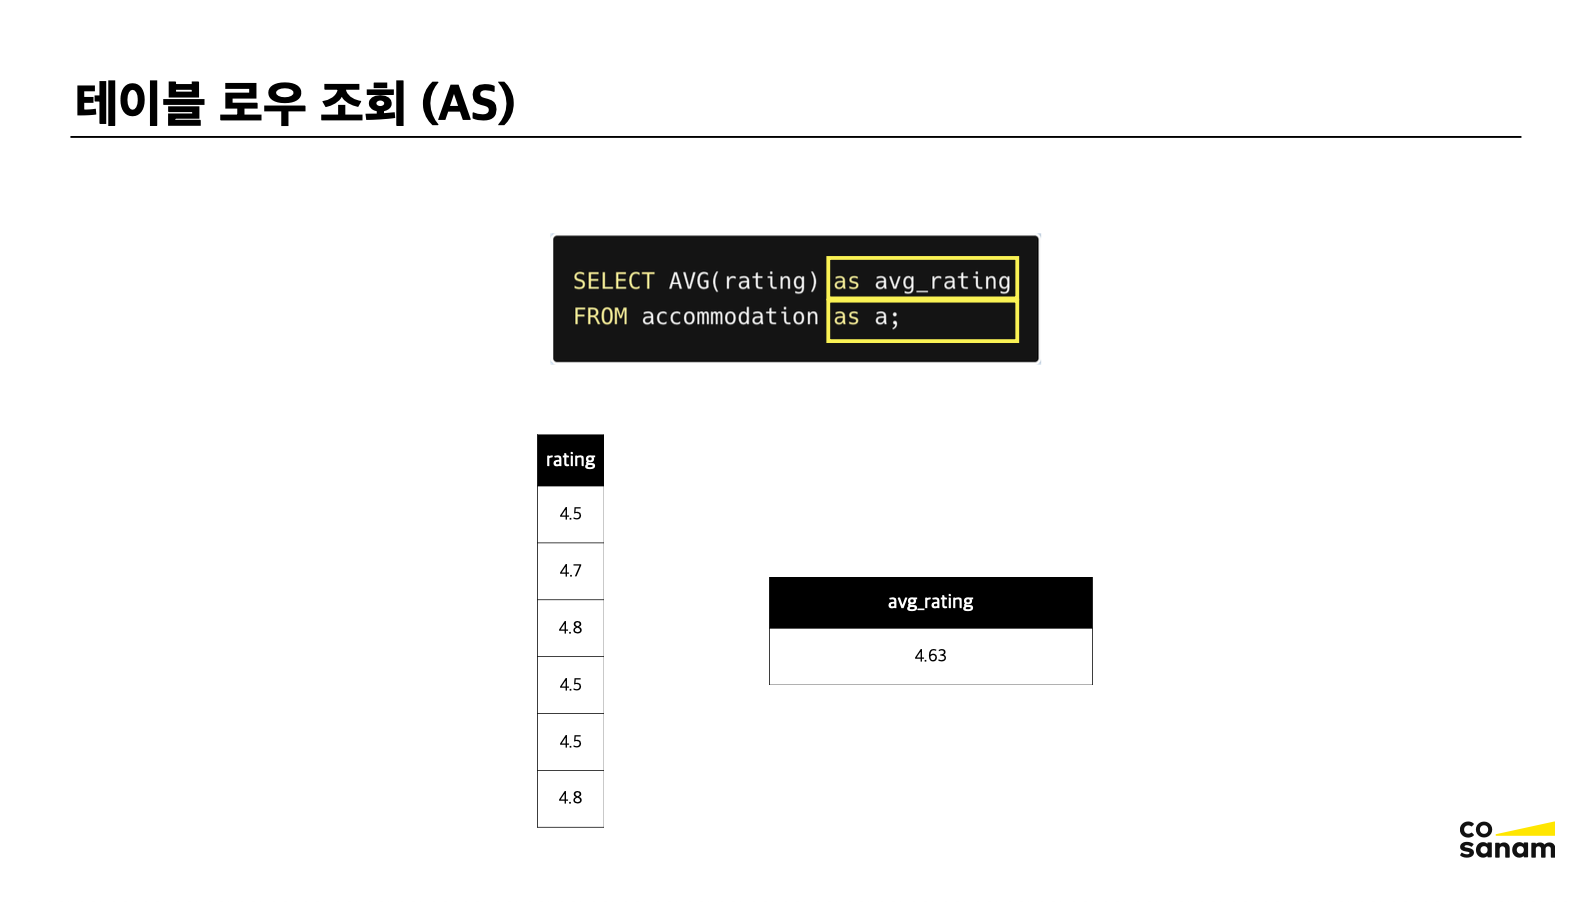 테이블 로우 조회 (AS)
SELECT AVG(rating) as avg_rating
FROM accommodation as a;
rating
4.5
4.7
4.8
4.5
4.5
4.8
avg_rating
4.63
co
sanam